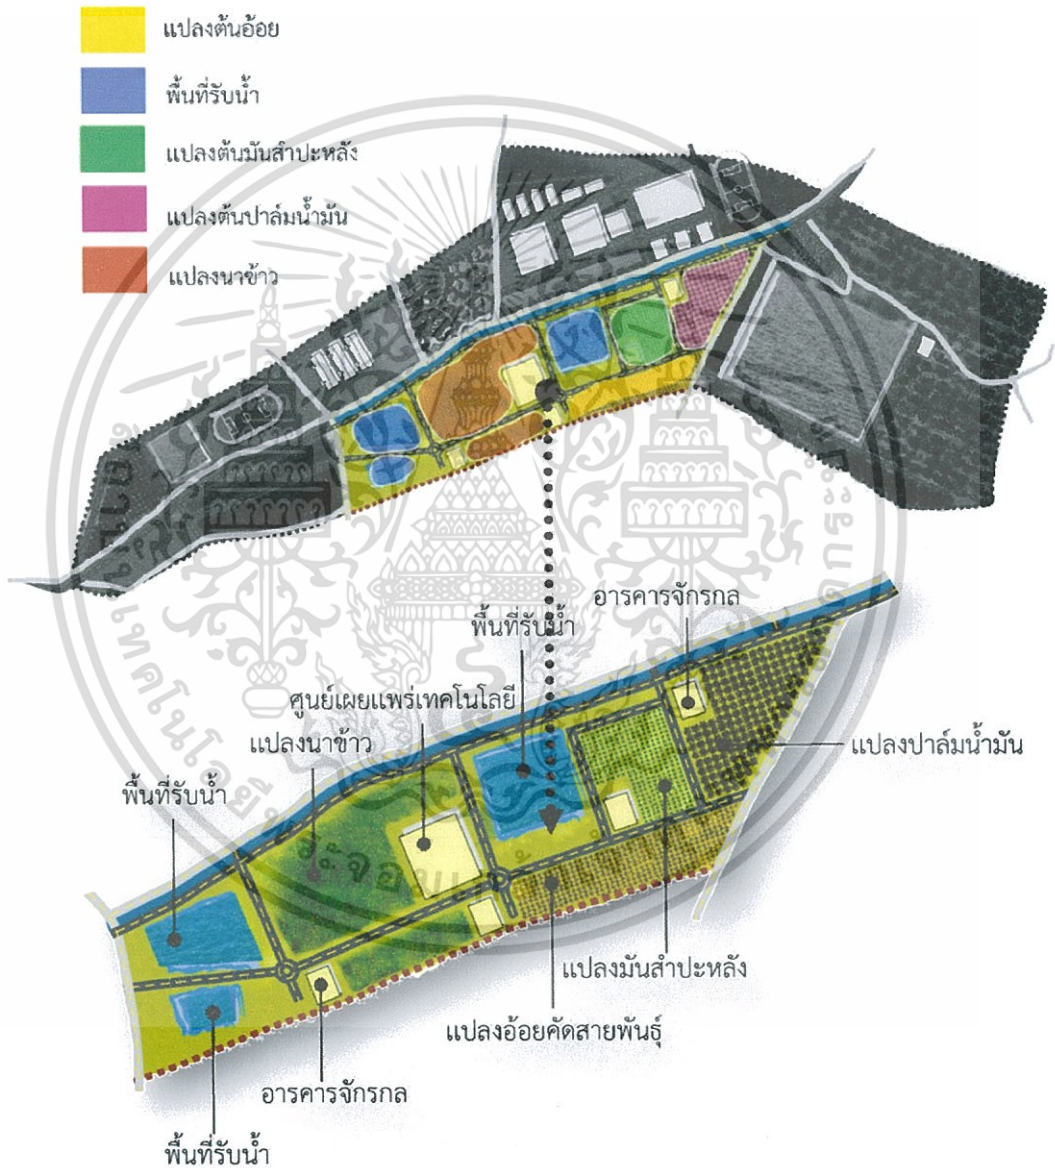 แปลงต้นอ้อย
พื้นที่รับน้ำ
แปลงต้นมันสำปะหลัง
แปลงต้นปาล์มน้ำมัน
แปลงนาข้าว
อารคารจักรกล
พื้นที่รับน้ำ
ศูนย์เผยแพร่เทคโนโลยี
แปลงนาข้าว
แปลงปาล์มน้ำมัน
พื้นที่รับน้ำ
แปลงมันสำปะหลัง
แปลงอ้อยคัดสายพันธุ์
อารคารจักรกล
พื้นที่รับน้ำ